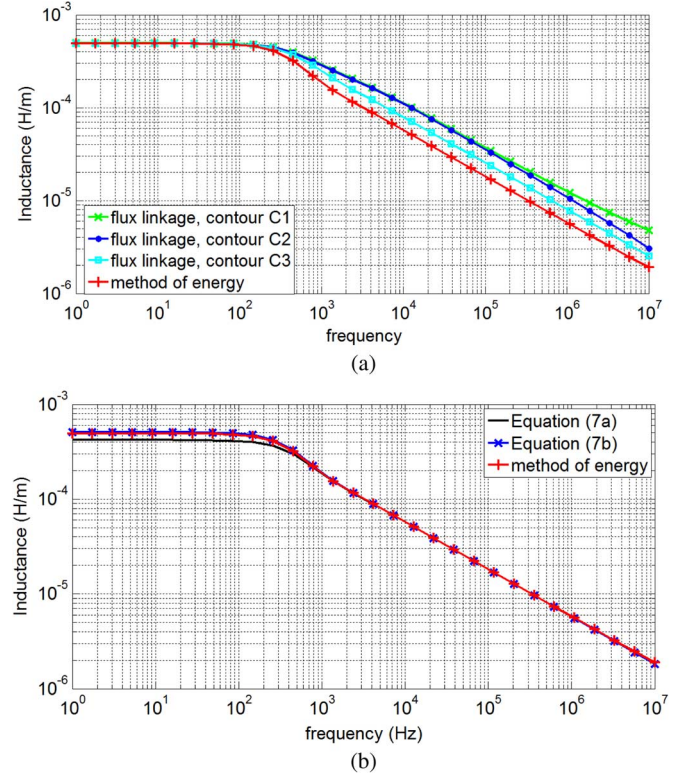 10^-3
10^-4
10^-5
10^-6
Inductance (H/m)
flux linkage, contour C1
flux linkage, contour C2
flux linkage, contour C3
method of energy
10^0 10^1 10^2 10^3 10^4 10^5 10^6 10^7
frequency
(a)
10^-3
10^-4
10^-5
10^-6
Inductance (H/m)
Equation (7a)
Equation (7b)
method of energy
10^0 10^1 10^2 10^3 10^4 10^5 10^6 10^7
frequency (Hz)
(b)